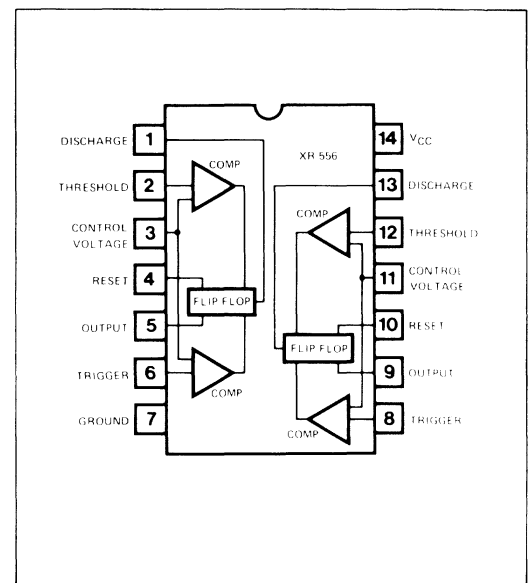 DISCHARGE 1
THRESHOLD 2
CONTROL
VOLTAGE 3
RESET 4
OUTPUT 5
TRIGGER 6
GROUND 7
XR 556
COMP
FLIP FLOP
COMP
COMP
FLIP FLOP
COMP
14 VCC
13 DISCHARGE
12 THRESHOLD
11 CONTROL
VOLTAGE
10 RESET
9 OUTPUT
8 TRIGGER